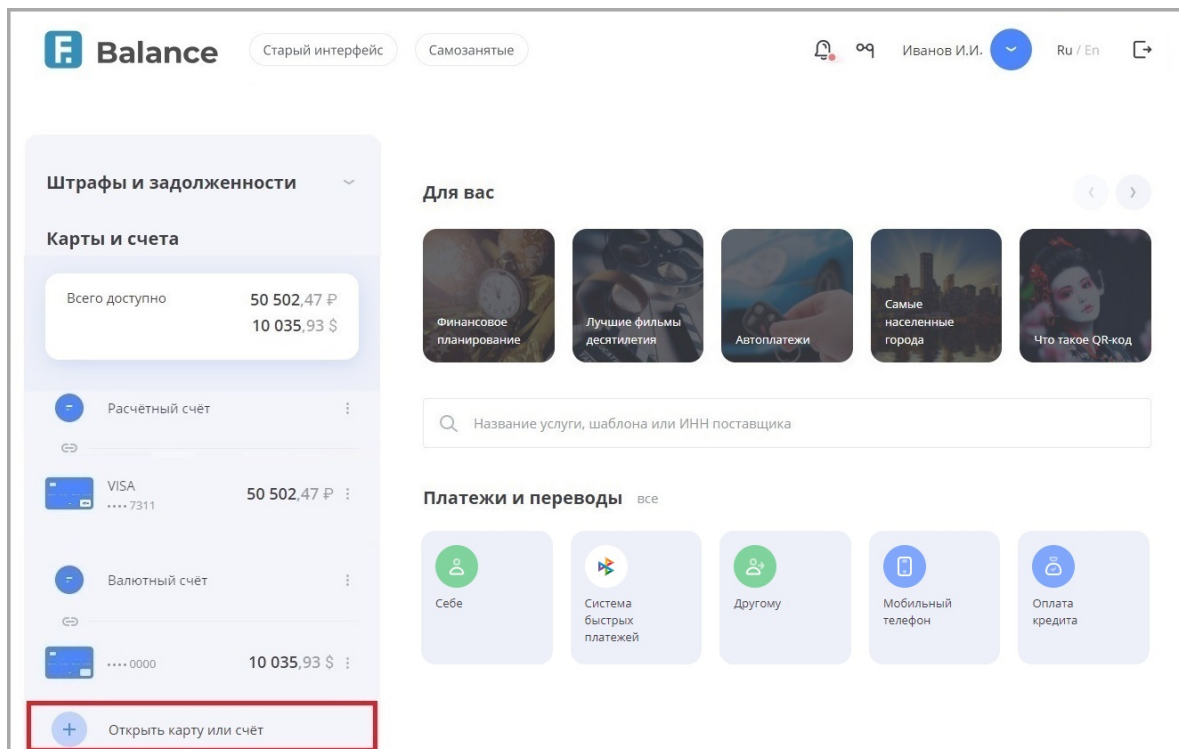 F. Balance
Старый интерфейс
Самозанятые
Иванов И.И.
Ru / En
Штрафы и задолженности
Карты и счета
Всего доступно
50 502,47 ₽
10 035,93 $
Расчётный счёт
VISA
•••• 7311
50 502,47 ₽
Валютный счёт
•••• 0000
10 035,93 $
Открыть карту или счёт
Для вас
Финансовое
планирование
Лучшие фильмы
десятилетия
Автоплатежи
Самые
населенные
города
Что такое QR-код
Название услуги, шаблона или ИНН поставщика
Платежи и переводы все
Себе
Система
быстрых
платежей
Другому
Мобильный
телефон
Оплата
кредита